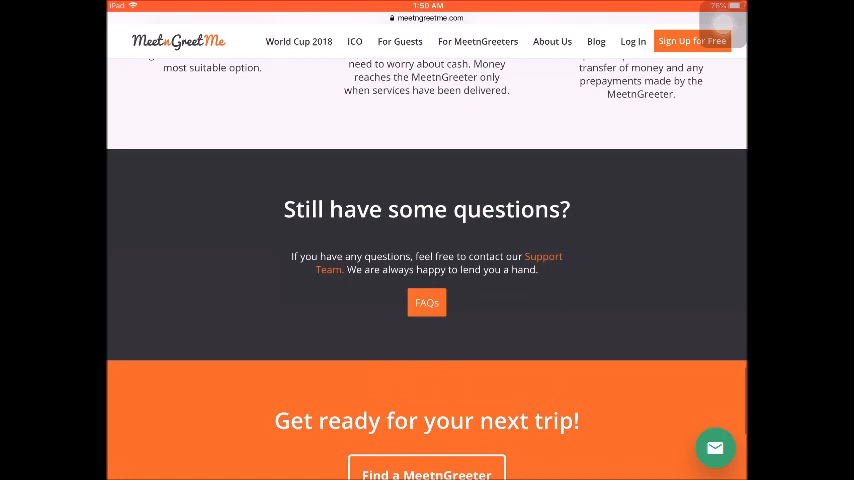 iPad 1:50 AM 76%
meetngreetme.com
MeetnGreetMe World Cup 2018 ICO For Guests For MeetnGreeters About Us Blog Log In Sign Up for Free
most suitable option.
need to worry about cash. Money
reaches the MeetnGreeter only
when services have been delivered.
transfer of money and any
prepayments made by the
MeetnGreeter.
Still have some questions?
If you have any questions, feel free to contact our Support
Team. We are always happy to lend you a hand.
FAQs
Get ready for your next trip!
Find a MeetnGreeter